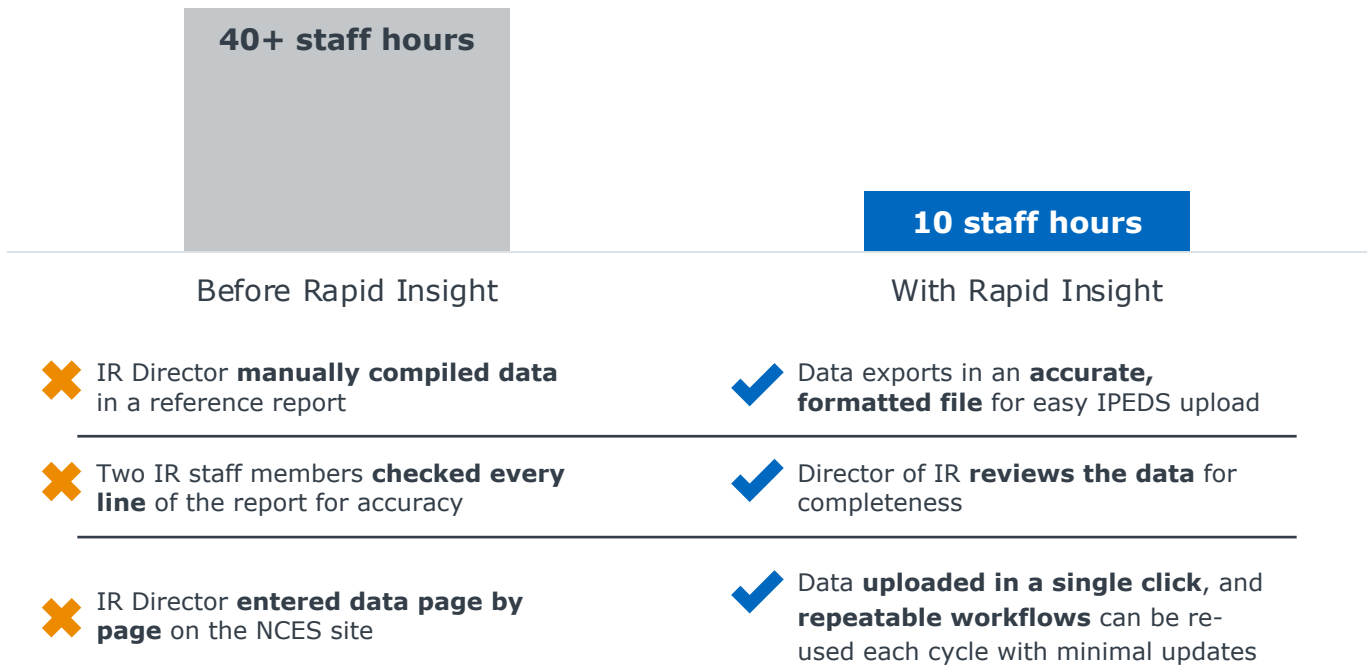 40+ staff hours
10 staff hours
Before Rapid Insight
With Rapid Insight
IR Director manually compiled data
in a reference report
Data exports in an accurate,
formatted file for easy IPEDS upload
Two IR staff members checked every
line of the report for accuracy
Director of IR reviews the data for
completeness
IR Director entered data page by
page on the NCES site
Data uploaded in a single click, and
repeatable workflows can be re-
used each cycle with minimal updates